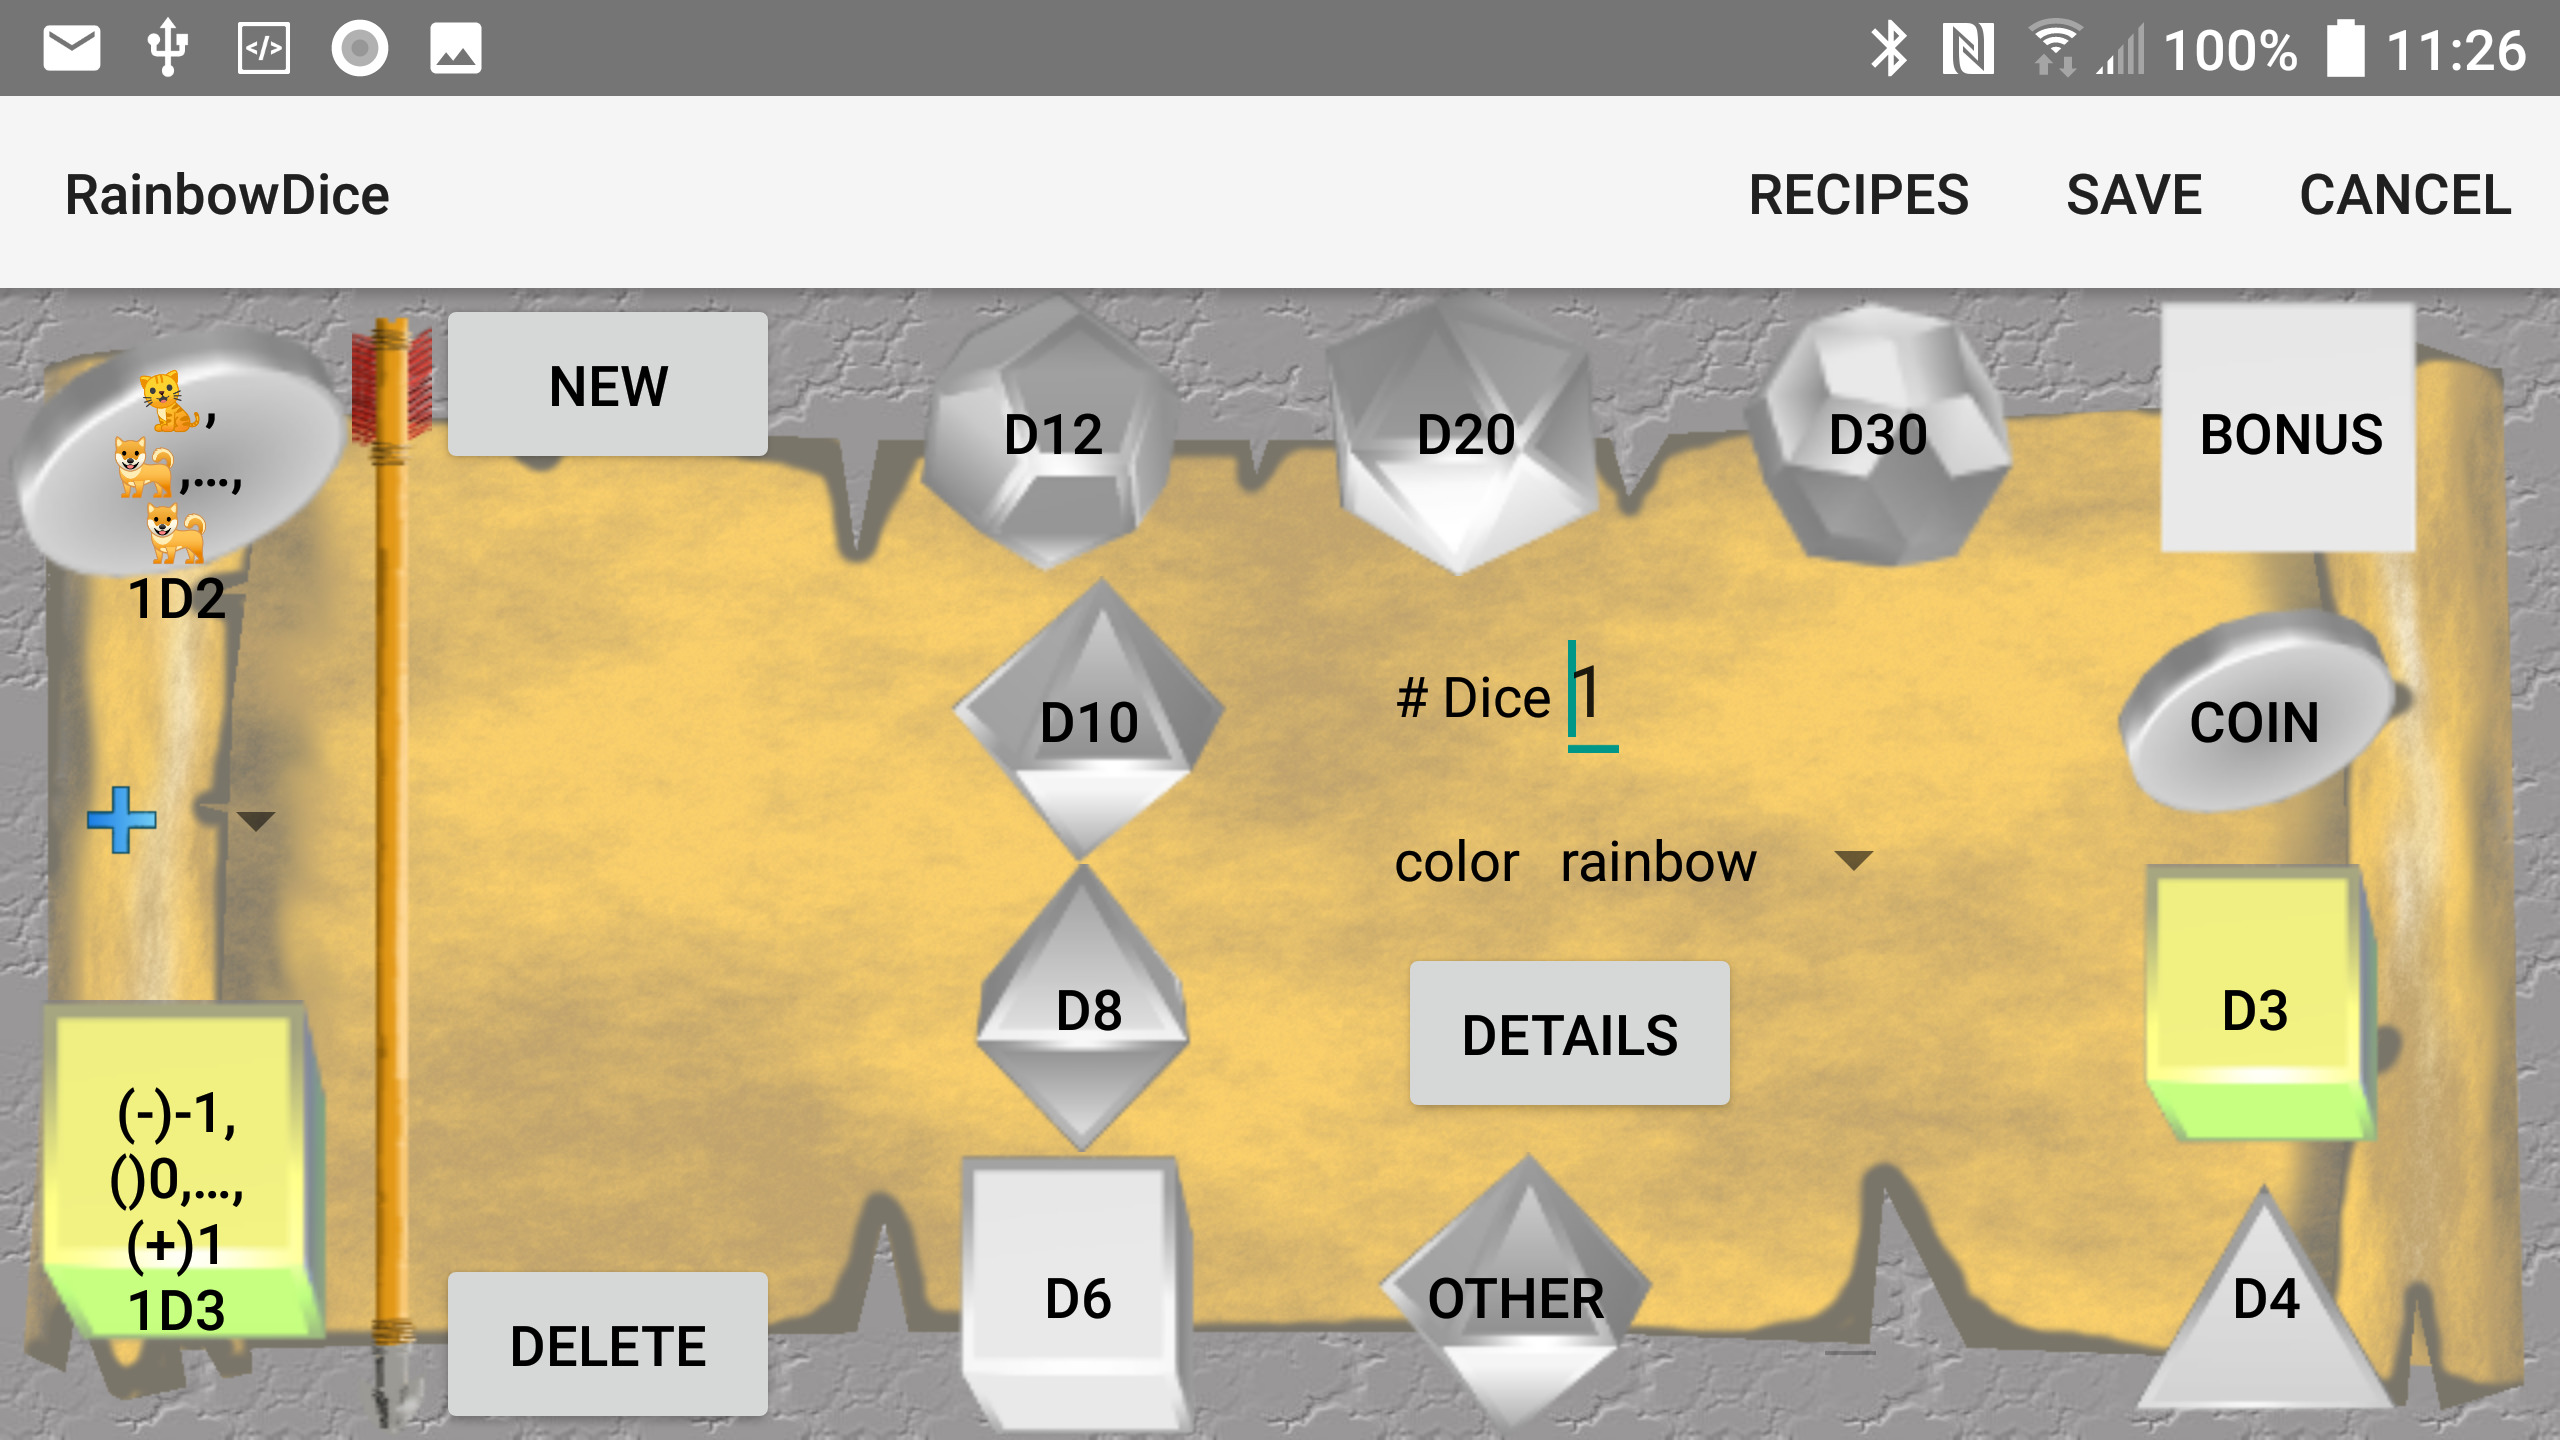 </> 100% 11:26
RainbowDice RECIPES SAVE CANCEL
,
,...,
1D2
(-)-1,
()0,...,
(+)1
1D3
NEW
DELETE
D12 D20 D30 BONUS
D10 # Dice 1 COIN
color rainbow
D8 DETAILS D3
D6 OTHER D4